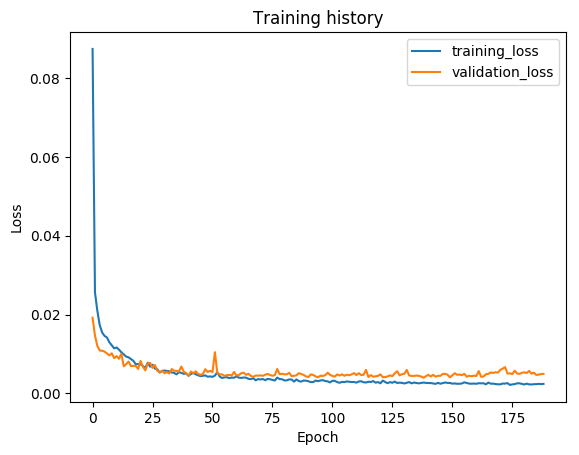 Training history
training_loss
validation_loss
Loss
0.08
0.06
0.04
0.02
0.00
0 25 50 75 100 125 150 175
Epoch